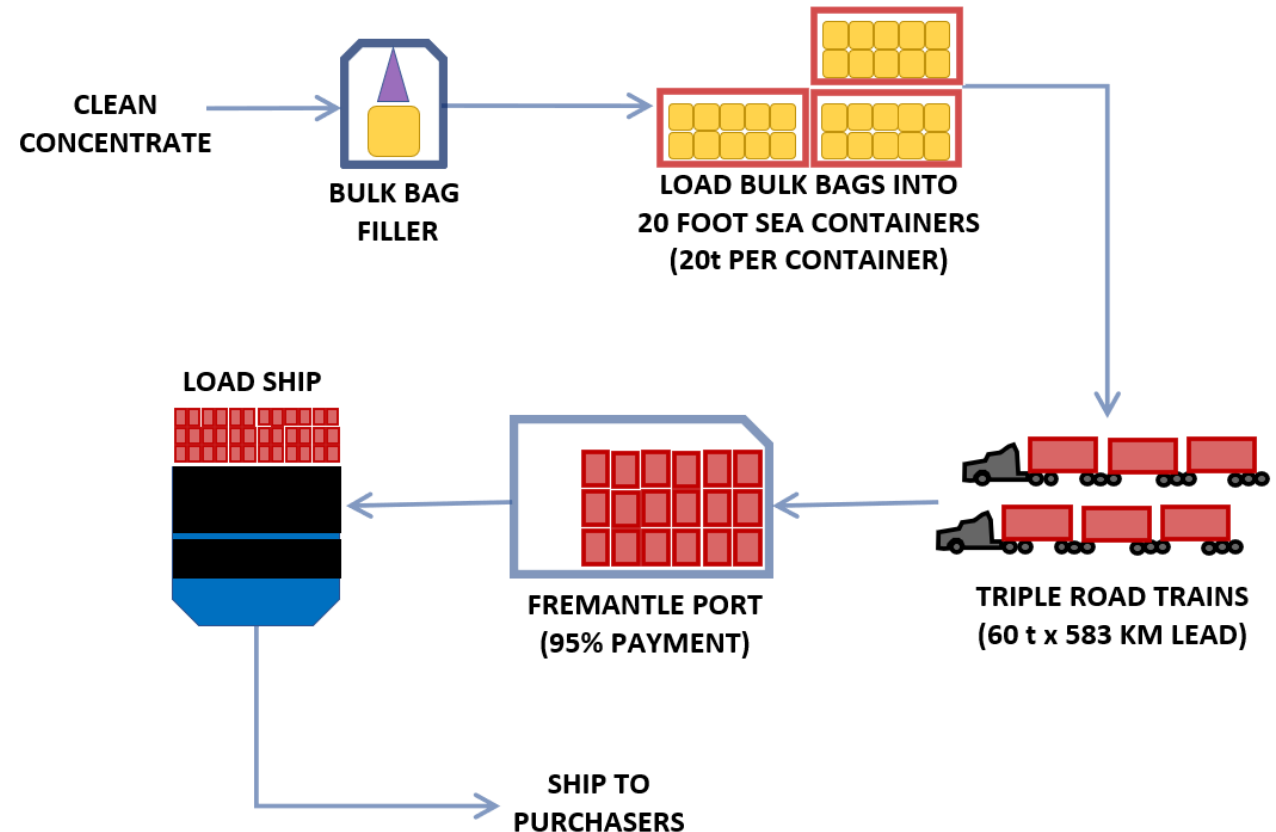 CLEAN
CONCENTRATE
BULK BAG
FILLER
LOAD BULK BAGS INTO
20 FOOT SEA CONTAINERS
(20t PER CONTAINER)
TRIPLE ROAD TRAINS
(60 t x 583 KM LEAD)
FREMANTLE PORT
(95% PAYMENT)
LOAD SHIP
SHIP TO
PURCHASERS